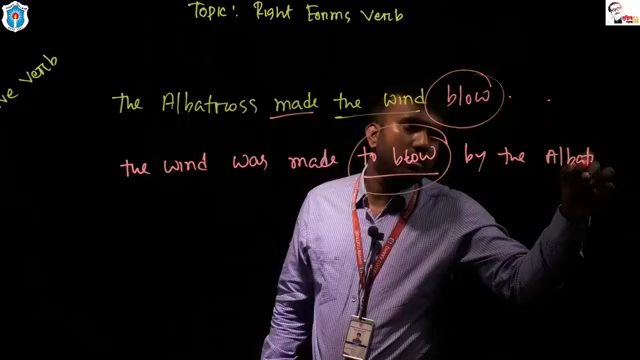 Topic: Right Forms Verb
ve verb
the Albatross made the wind blow.
the wind was made to blow by the Albat